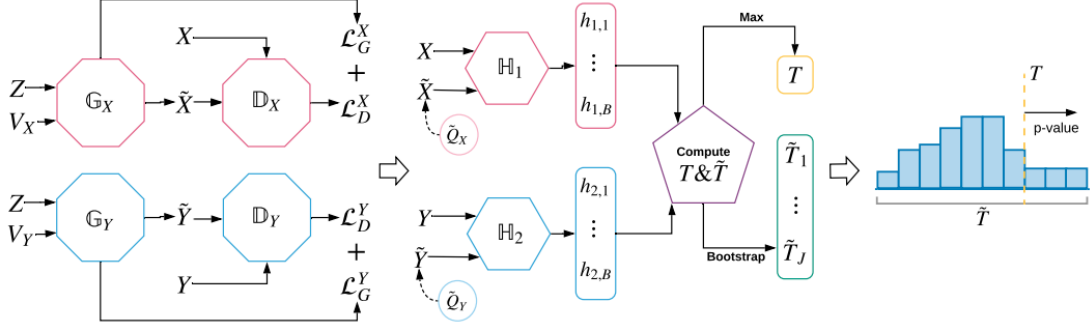 X
Z
V_X
𝔾_X
X̃
𝔻_X
ℒ_G^X
+
ℒ_D^X
Z
V_Y
𝔾_Y
Ỹ
𝔻_Y
Y
ℒ_D^Y
+
ℒ_G^Y
X
X̃
Q̃_X
ℍ_1
h_{1,1}
⋮
h_{1,B}
Y
Ỹ
Q̃_Y
ℍ_2
h_{2,1}
⋮
h_{2,B}
Compute
T&T̃
Max
T
Bootstrap
T̃_1
⋮
T̃_J
T
p-value
T̃